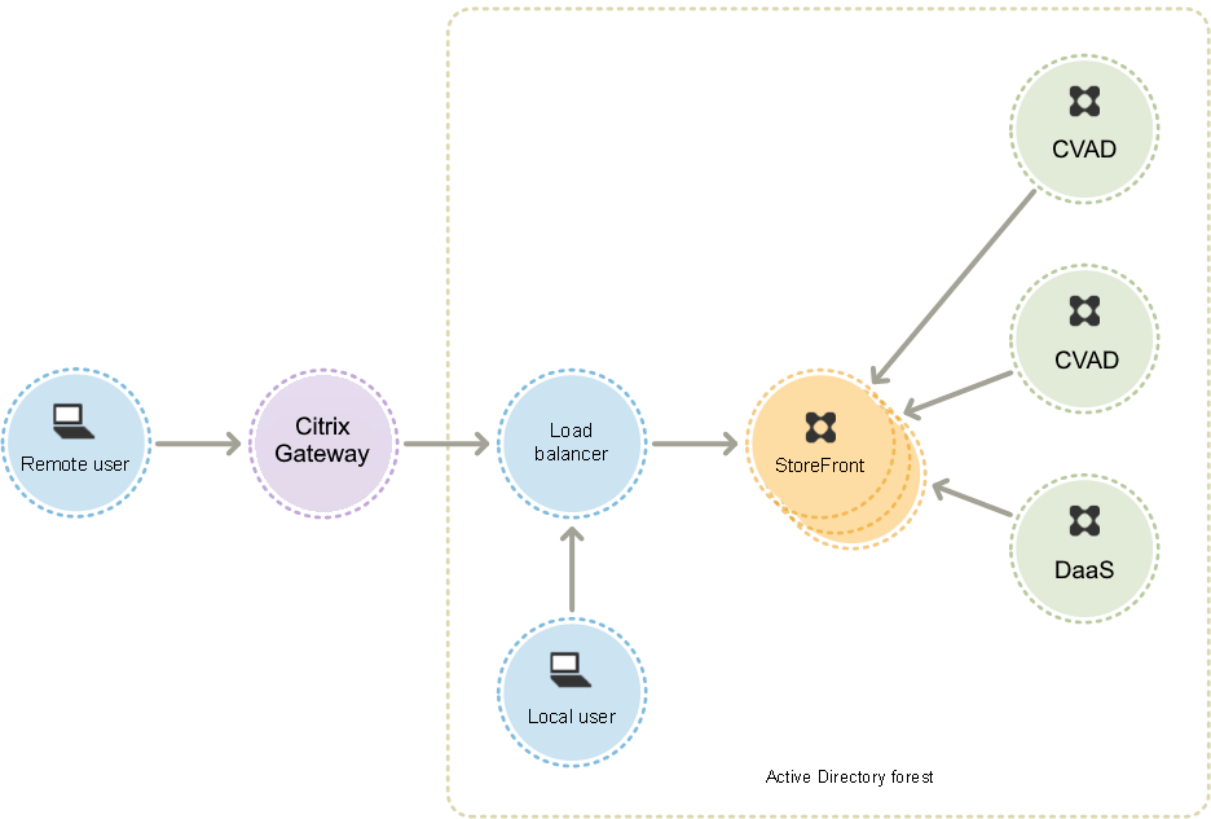 CVAD
CVAD
Remote user
Citrix
Gateway
Load
balancer
StoreFront
DaaS
Local user
Active Directory forest